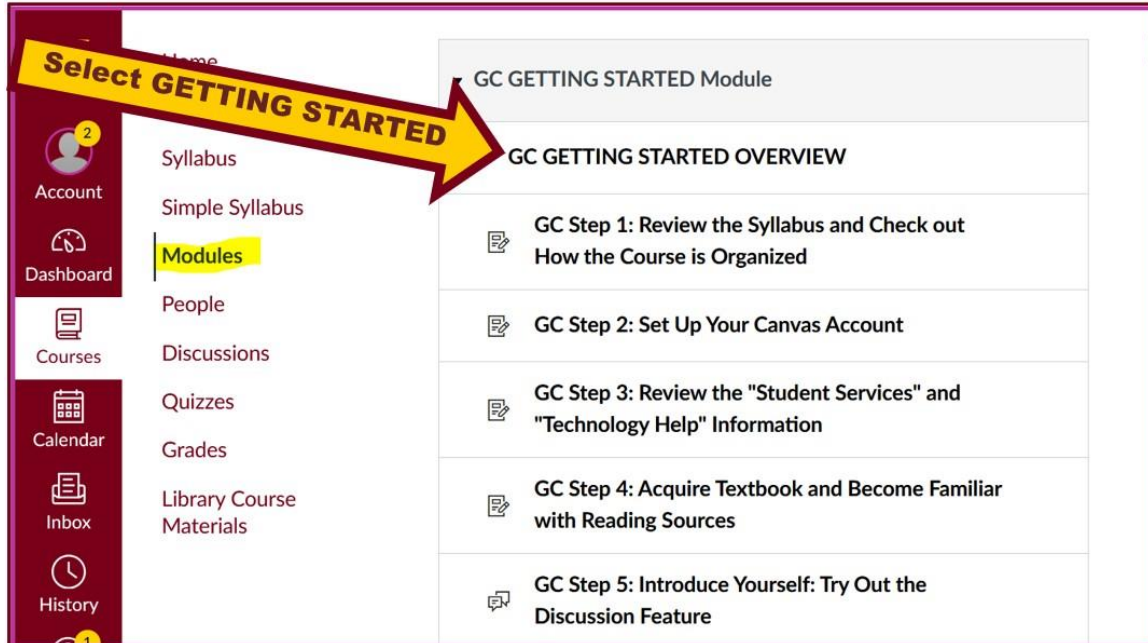 Select GETTING STARTED
2
Account
Dashboard
Courses
Calendar
Inbox
History
1
Home
Syllabus
Simple Syllabus
Modules
People
Discussions
Quizzes
Grades
Library Course
Materials
GC GETTING STARTED Module
GC GETTING STARTED OVERVIEW
GC Step 1: Review the Syllabus and Check out
How the Course is Organized
GC Step 2: Set Up Your Canvas Account
GC Step 3: Review the "Student Services" and
"Technology Help" Information
GC Step 4: Acquire Textbook and Become Familiar
with Reading Sources
GC Step 5: Introduce Yourself: Try Out the
Discussion Feature